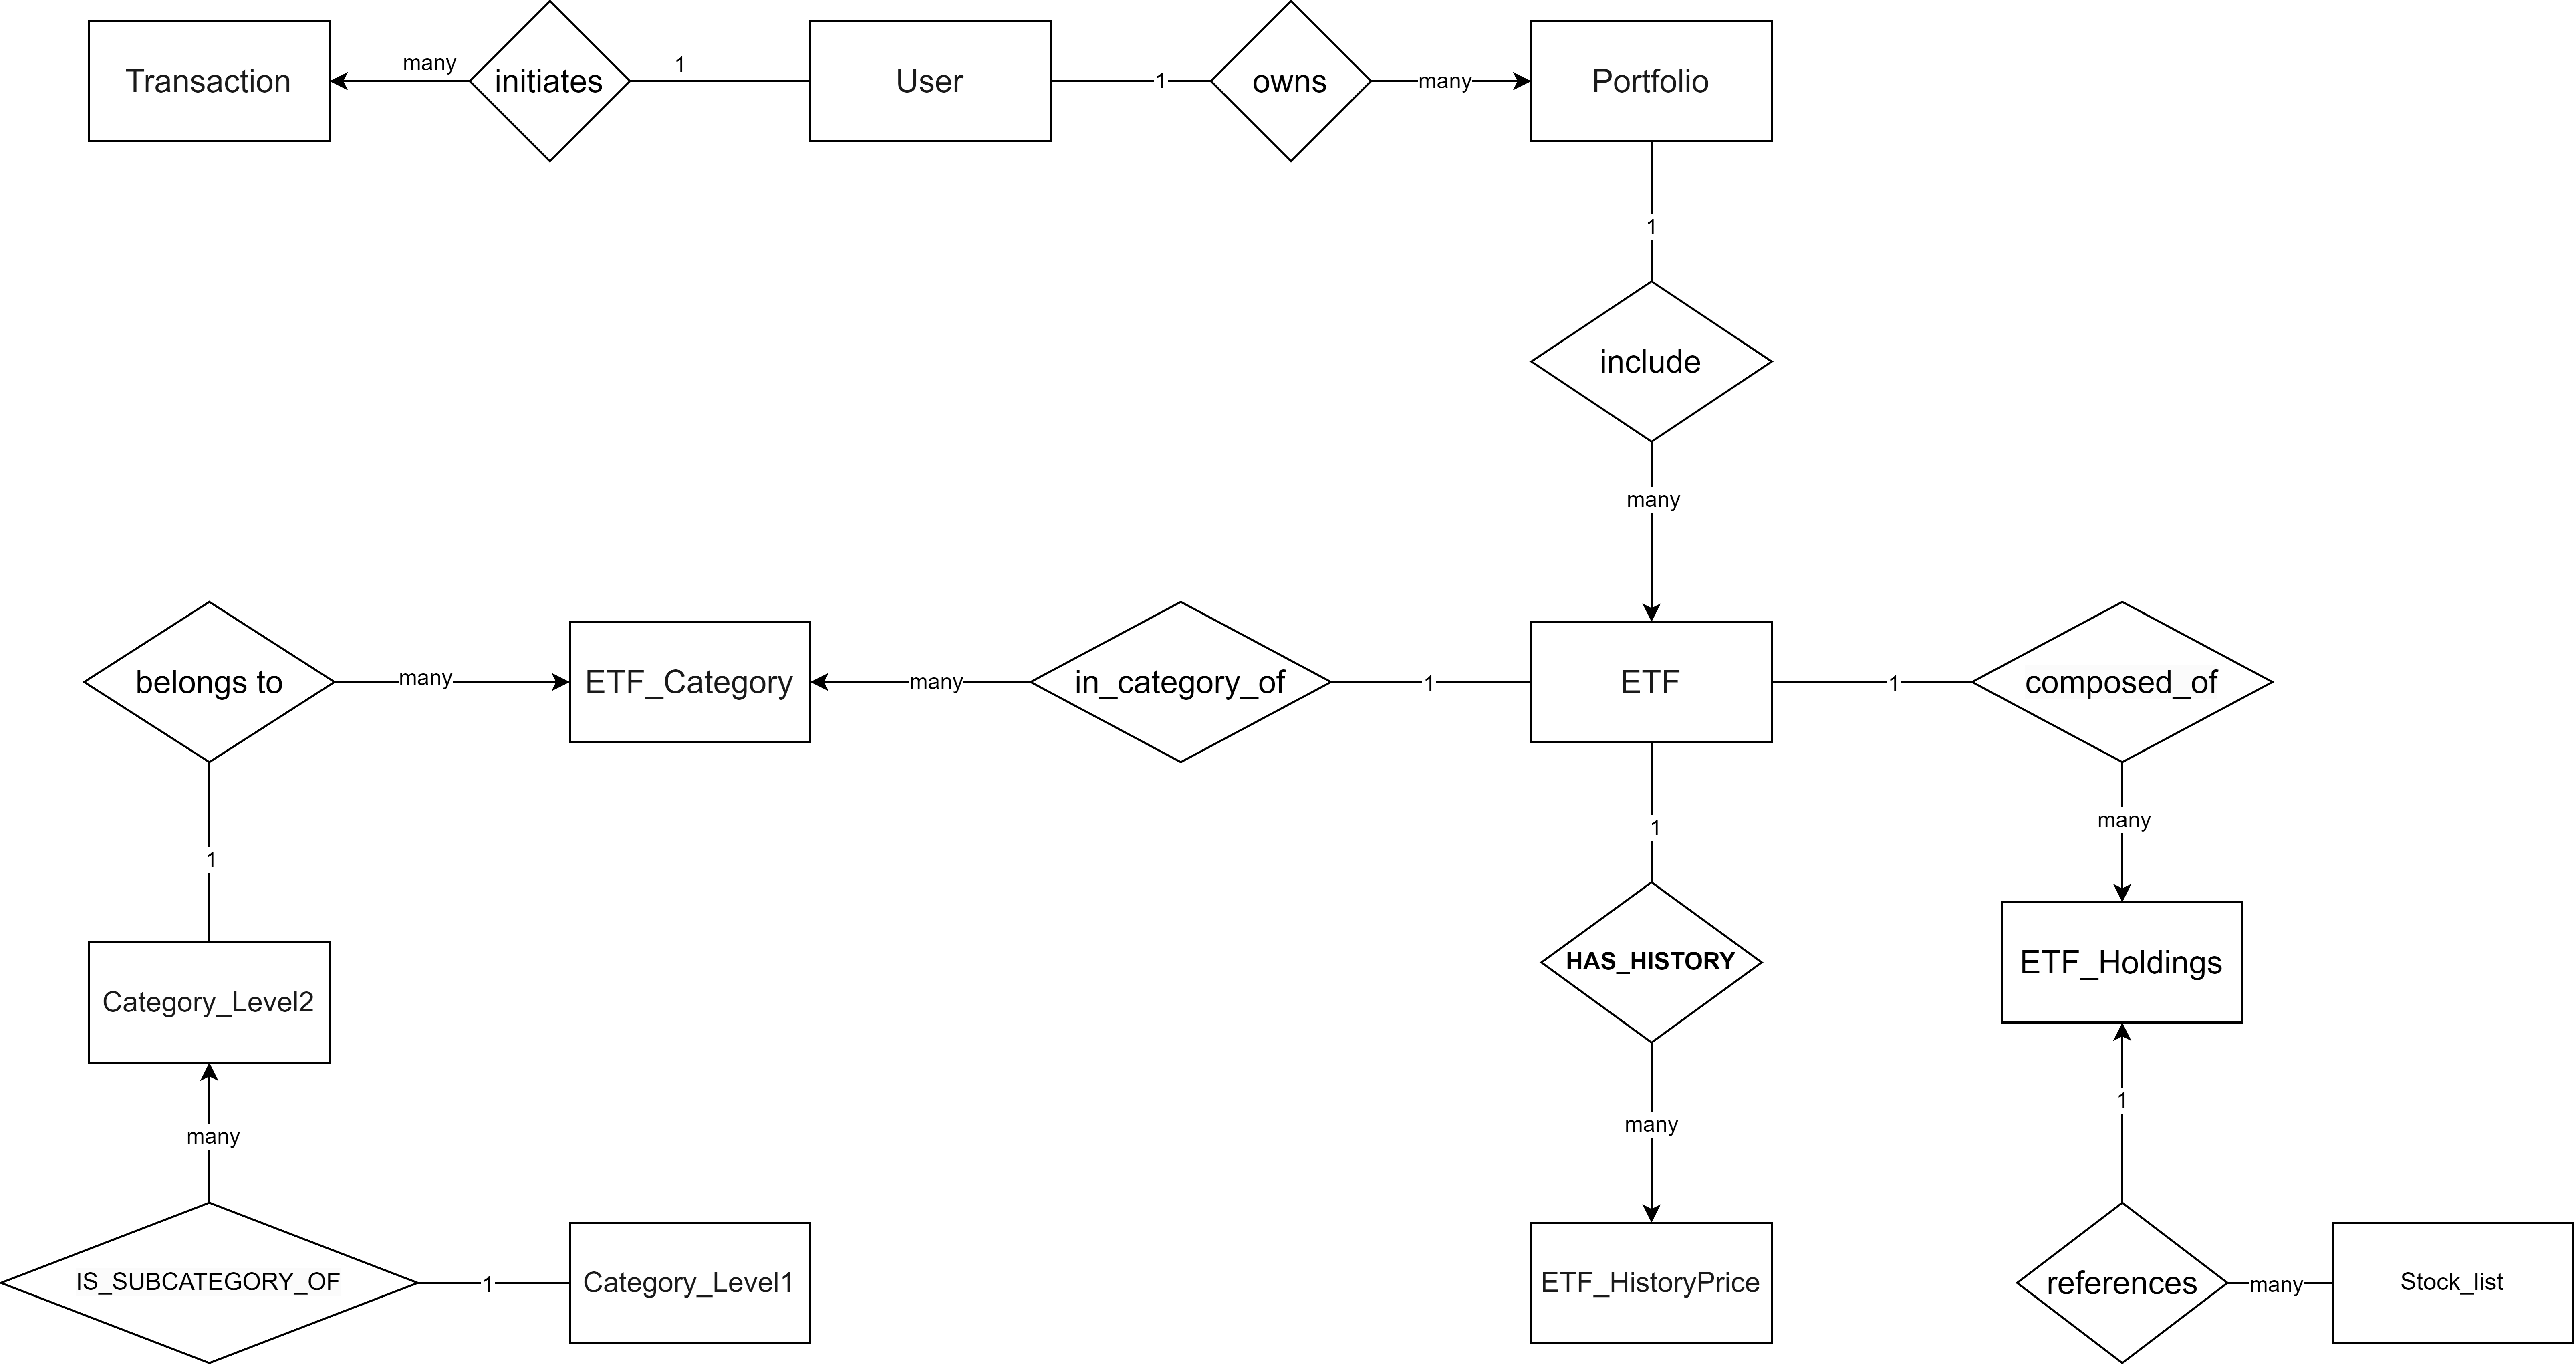 Transaction
many
initiates
1
User
1
owns
many
Portfolio
1
include
many
belongs to
many
ETF_Category
many
in_category_of
1
ETF
1
composed_of
1
1
many
Category_Level2
HAS_HISTORY
ETF_Holdings
many
many
1
IS_SUBCATEGORY_OF
1
Category_Level1
ETF_HistoryPrice
references
many
Stock_list